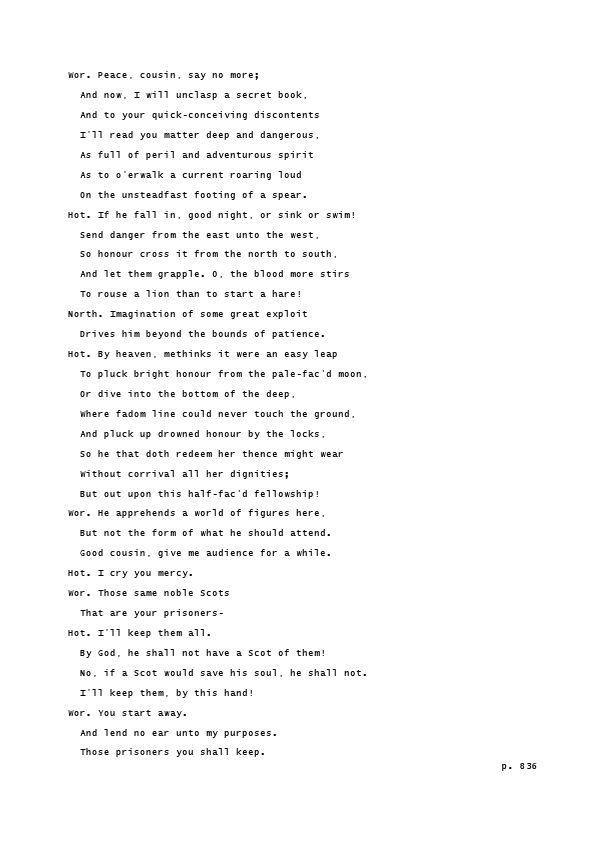 Wor. Peace, cousin, say no more;
And now, I will unclasp a secret book,
And to your quick-conceiving discontents
I'll read you matter deep and dangerous,
As full of peril and adventurous spirit
As to o'erwalk a current roaring loud
On the unsteadfast footing of a spear.
Hot. If he fall in, good night, or sink or swim!
Send danger from the east unto the west,
So honour cross it from the north to south,
And let them grapple. O, the blood more stirs
To rouse a lion than to start a hare!
North. Imagination of some great exploit
Drives him beyond the bounds of patience.
Hot. By heaven, methinks it were an easy leap
To pluck bright honour from the pale-fac'd moon,
Or dive into the bottom of the deep,
Where fadom line could never touch the ground,
And pluck up drowned honour by the locks,
So he that doth redeem her thence might wear
Without corrival all her dignities;
But out upon this half-fac'd fellowship!
Wor. He apprehends a world of figures here,
But not the form of what he should attend.
Good cousin, give me audience for a while.
Hot. I cry you mercy.
Wor. Those same noble Scots
That are your prisoners-
Hot. I'll keep them all.
By God, he shall not have a Scot of them!
No, if a Scot would save his soul, he shall not.
I'll keep them, by this hand!
Wor. You start away.
And lend no ear unto my purposes.
Those prisoners you shall keep.
p. 836